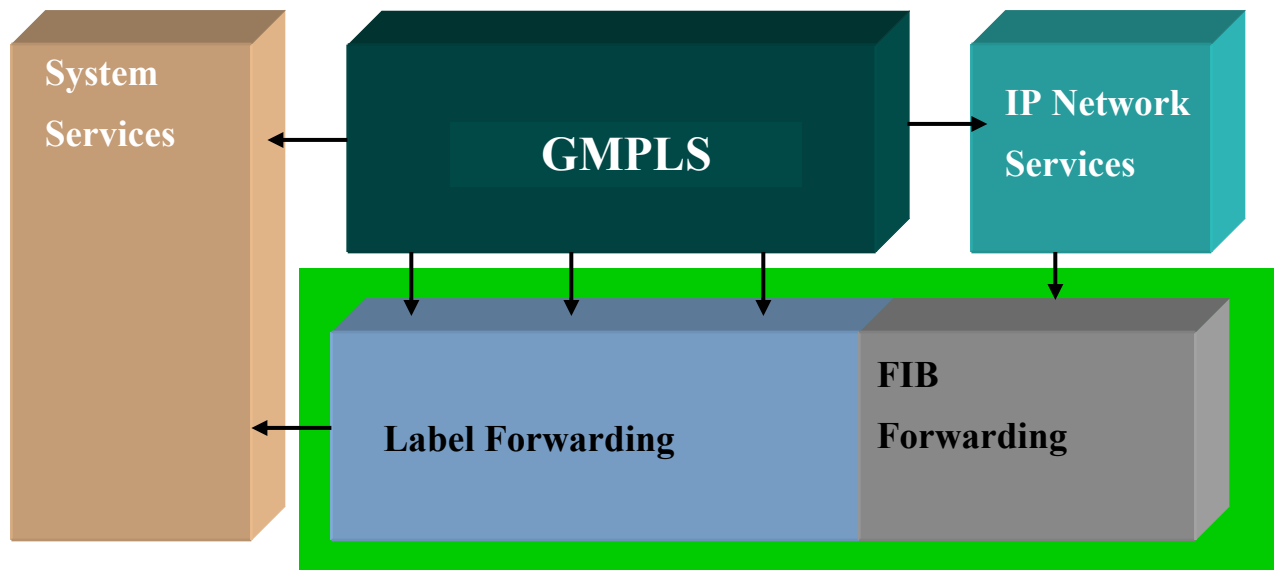 System
Services
GMPLS
IP Network
Services
Label Forwarding
FIB
Forwarding